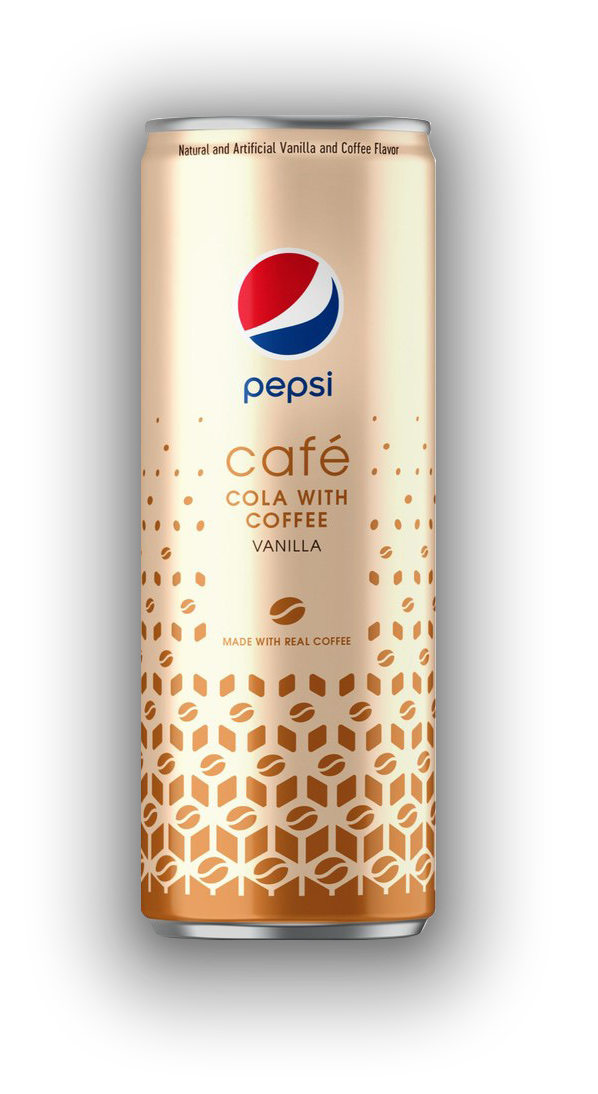 Natural and Artificial Vanilla and Coffee Flavor
pepsi
café
COLA WITH
COFFEE
VANILLA
MADE WITH REAL COFFEE